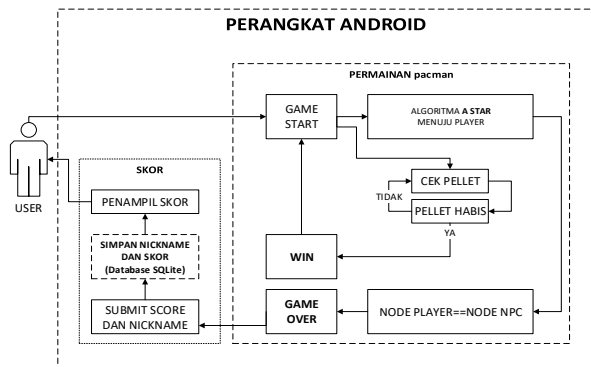 PERANGKAT ANDROID
PERMAINAN pacman
GAME
START
ALGORITMA A STAR
MENUJU PLAYER
SKOR
CEK PELLET
TIDAK
PELLET HABIS
YA
USER
PENAMPIL SKOR
SIMPAN NICKNAME
DAN SKOR
(Database SQLite)
WIN
SUBMIT SCORE
DAN NICKNAME
GAME
OVER
NODE PLAYER==NODE NPC